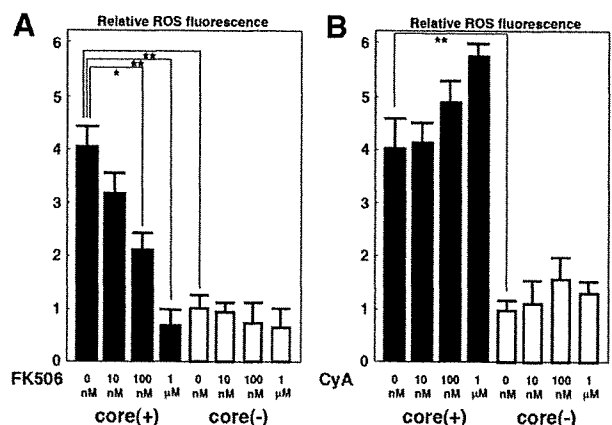 A
Relative ROS fluorescence
6
5
4
3
2
1
0
**
**
*
FK506
0 nM 10 nM 100 nM 1 µM 0 nM 10 nM 100 nM 1 µM
core(+) core(-)
B
Relative ROS fluorescence
6
5
4
3
2
1
0
**
CyA
0 nM 10 nM 100 nM 1 µM 0 nM 10 nM 100 nM 1 µM
core(+) core(-)